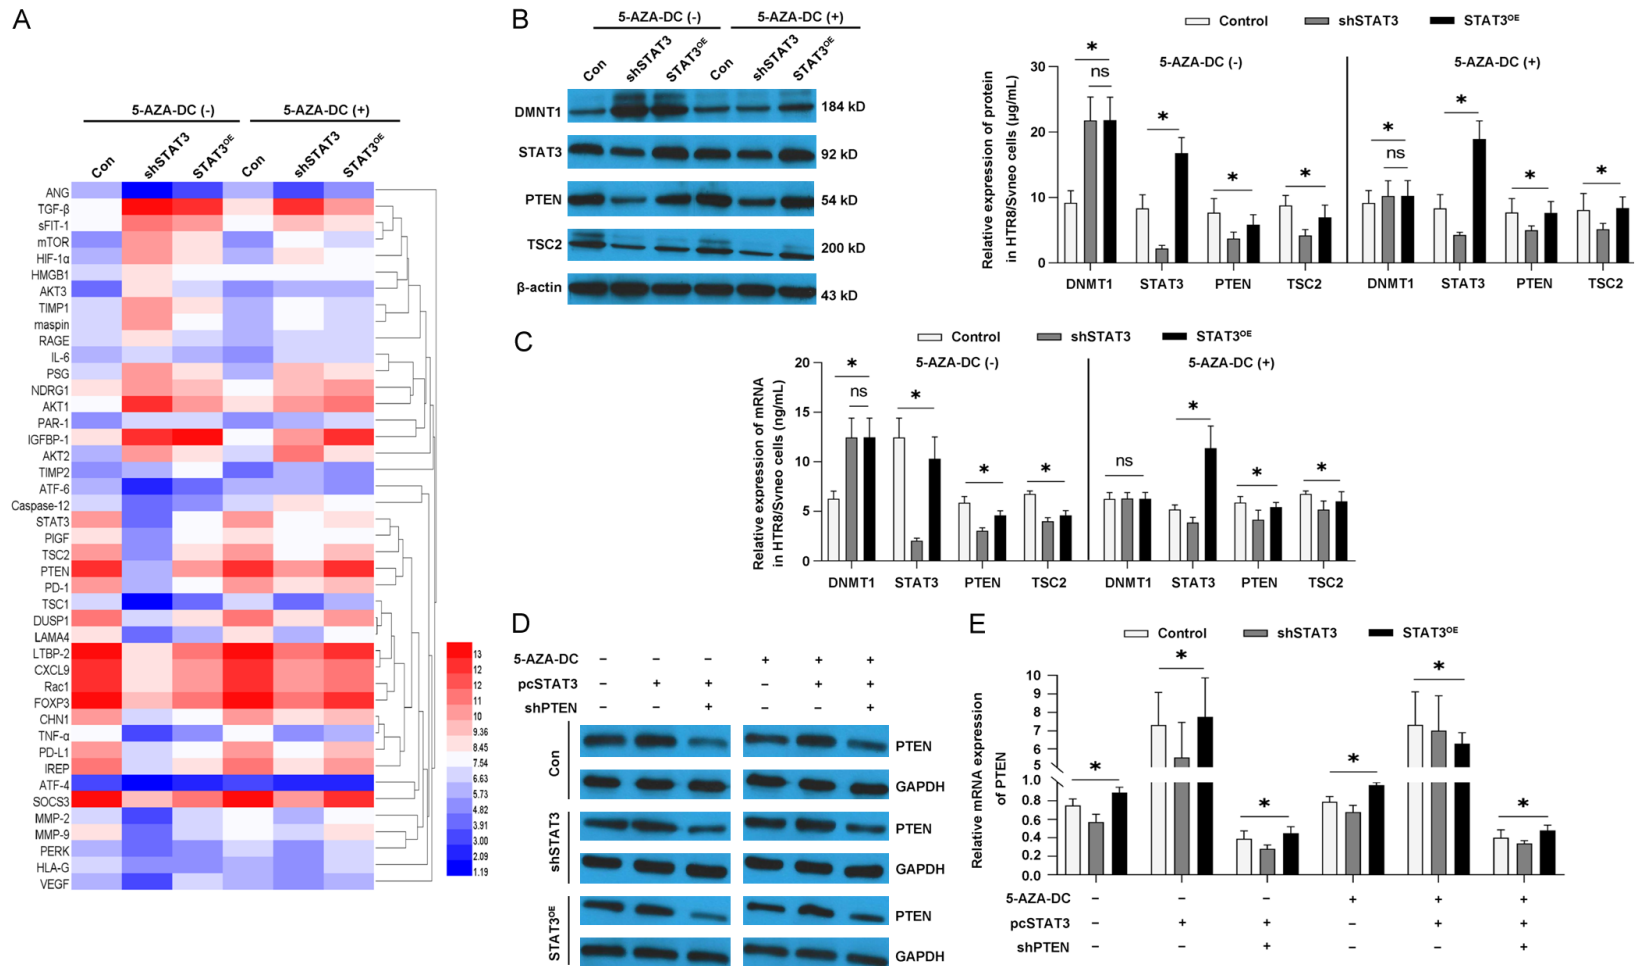 A
5-AZA-DC (-) 5-AZA-DC (+)
Con shSTAT3 STAT3OE Con shSTAT3 STAT3OE
ANG
TGF-β
sFIT-1
mTOR
HIF-1α
HMGB1
AKT3
TIMP1
maspin
RAGE
IL-6
PSG
NDRG1
AKT1
PAR-1
IGFBP-1
AKT2
TIMP2
ATF-6
Caspase-12
STAT3
PIGF
TSC2
PTEN
PD-1
TSC1
DUSP1
LAMA4
LTBP-2
CXCL9
Rac1
FOXP3
CHN1
TNF-α
PD-L1
IREP
ATF-4
SOCS3
MMP-2
MMP-9
PERK
HLA-G
VEGF
13
12
12
11
10
9.36
8.45
7.54
6.63
5.73
4.82
3.91
3.00
2.09
1.19
B
5-AZA-DC (-) 5-AZA-DC (+)
Con shSTAT3 STAT3OE Con shSTAT3 STAT3OE
DMNT1 184 kD
STAT3 92 kD
PTEN 54 kD
TSC2 200 kD
β-actin 43 kD
Control shSTAT3 STAT3OE
5-AZA-DC (-) 5-AZA-DC (+)
Relative expression of protein
in HTR8/Svneo cells (μg/mL)
30
20
10
0
* ns * * * * ns * * *
DNMT1 STAT3 PTEN TSC2 DNMT1 STAT3 PTEN TSC2
C
Control shSTAT3 STAT3OE
5-AZA-DC (-) 5-AZA-DC (+)
Relative expression of mRNA
in HTR8/Svneo cells (ng/mL)
20
15
10
5
0
* ns * * * ns * * *
DNMT1 STAT3 PTEN TSC2 DNMT1 STAT3 PTEN TSC2
D
5-AZA-DC − − − + + +
pcSTAT3 − + + − + +
shPTEN − − + − − +
Con
PTEN
GAPDH
shSTAT3
PTEN
GAPDH
STAT3OE
PTEN
GAPDH
E
Control shSTAT3 STAT3OE
Relative mRNA expression
of PTEN
10
9
8
7
6
5
1.0
0.8
0.6
0.4
0.2
0.0
* * * * * *
5-AZA-DC − − − + + +
pcSTAT3 − + + − + +
shPTEN − − + − − +